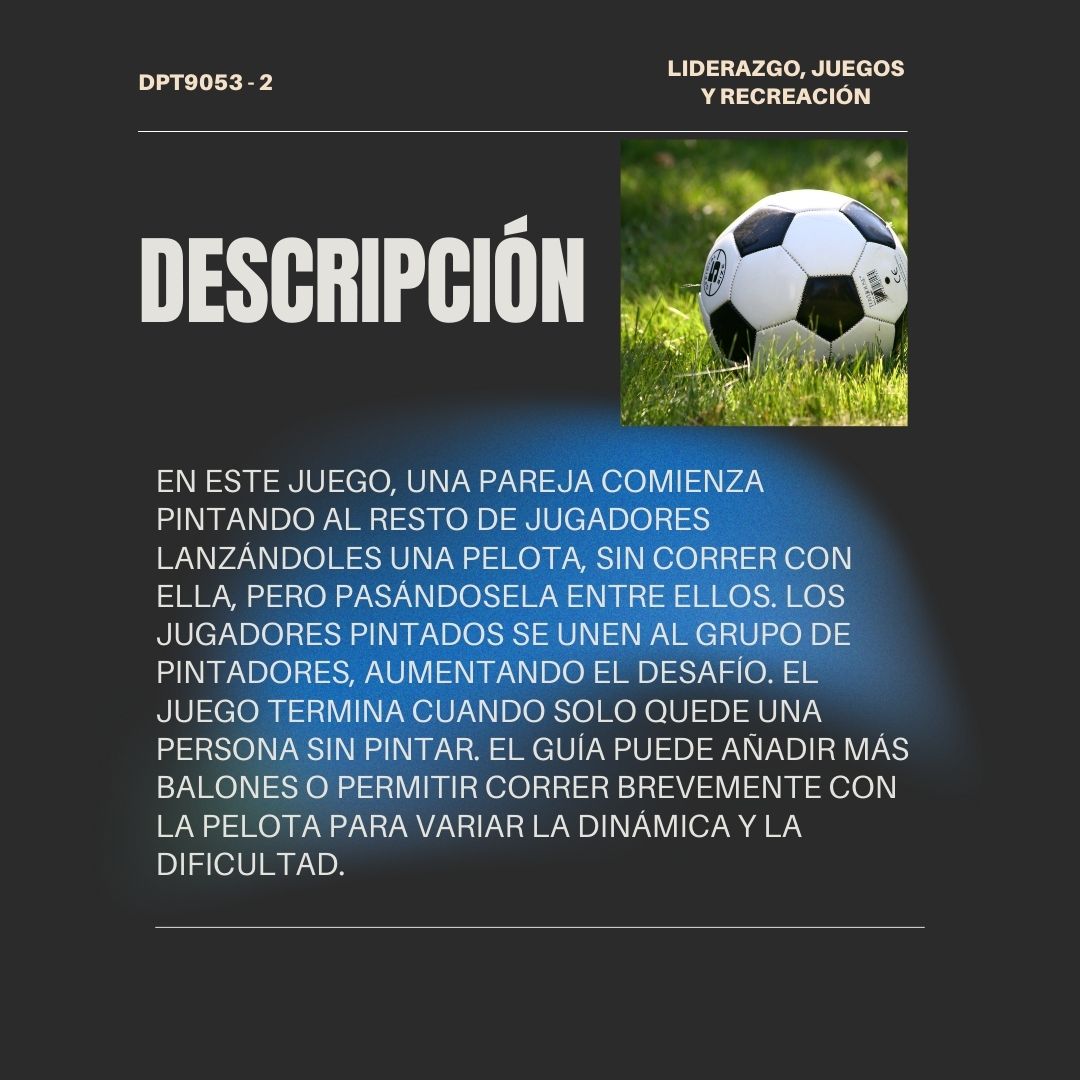 DPT9053 - 2
LIDERAZGO, JUEGOS
Y RECREACIÓN
DESCRIPCIÓN
EN ESTE JUEGO, UNA PAREJA COMIENZA
PINTANDO AL RESTO DE JUGADORES
LANZÁNDOLES UNA PELOTA, SIN CORRER CON
ELLA, PERO PASÁNDOSELA ENTRE ELLOS. LOS
JUGADORES PINTADOS SE UNEN AL GRUPO DE
PINTADORES, AUMENTANDO EL DESAFÍO. EL
JUEGO TERMINA CUANDO SOLO QUEDE UNA
PERSONA SIN PINTAR. EL GUÍA PUEDE AÑADIR MÁS
BALONES O PERMITIR CORRER BREVEMENTE CON
LA PELOTA PARA VARIAR LA DINÁMICA Y LA
DIFICULTAD.